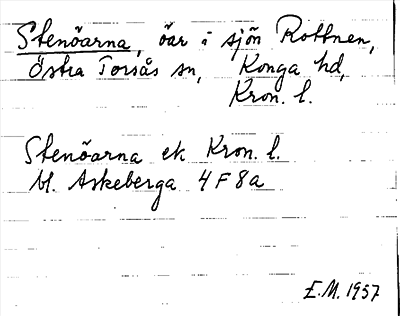 Stenöarna, öar i sjön Rottnen,
Östra Torsås sn, Konga hd,
Kron. l.
Stenöarna ek Kron. l.
bl. Askeberga 4F8a
E.M. 1957